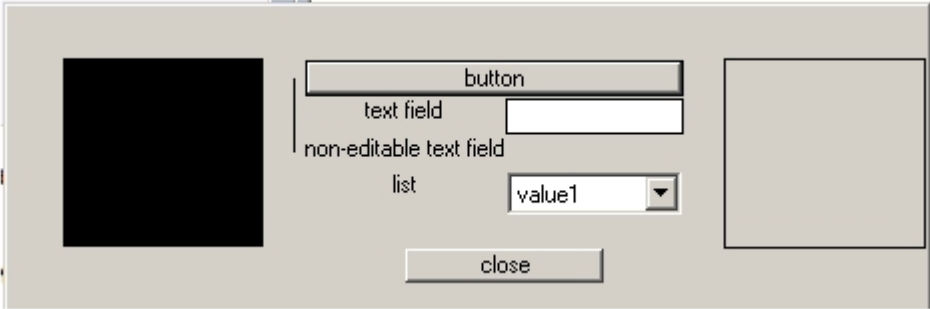 button
text field
non-editable text field
list
value1
close